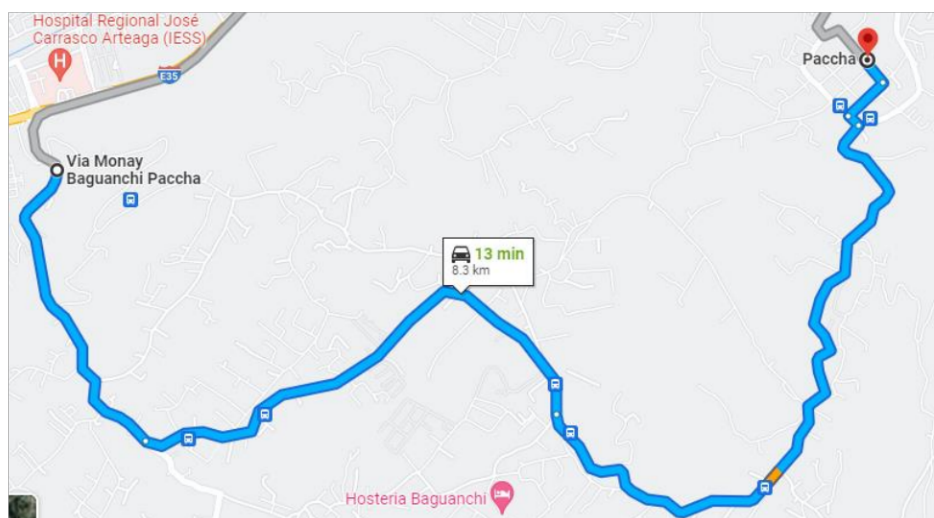 Hospital Regional José
Carrasco Arteaga (IESS)
H
E35
Paccha
Via Monay
Baguanchi Paccha
13 min
8.3 km
Hosteria Baguanchi